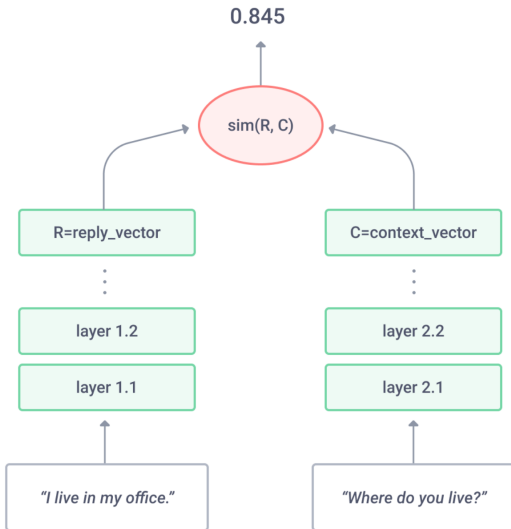 0.845
sim(R, C)
R=reply_vector
C=context_vector
layer 1.2
layer 2.2
layer 1.1
layer 2.1
“I live in my office.”
“Where do you live?”